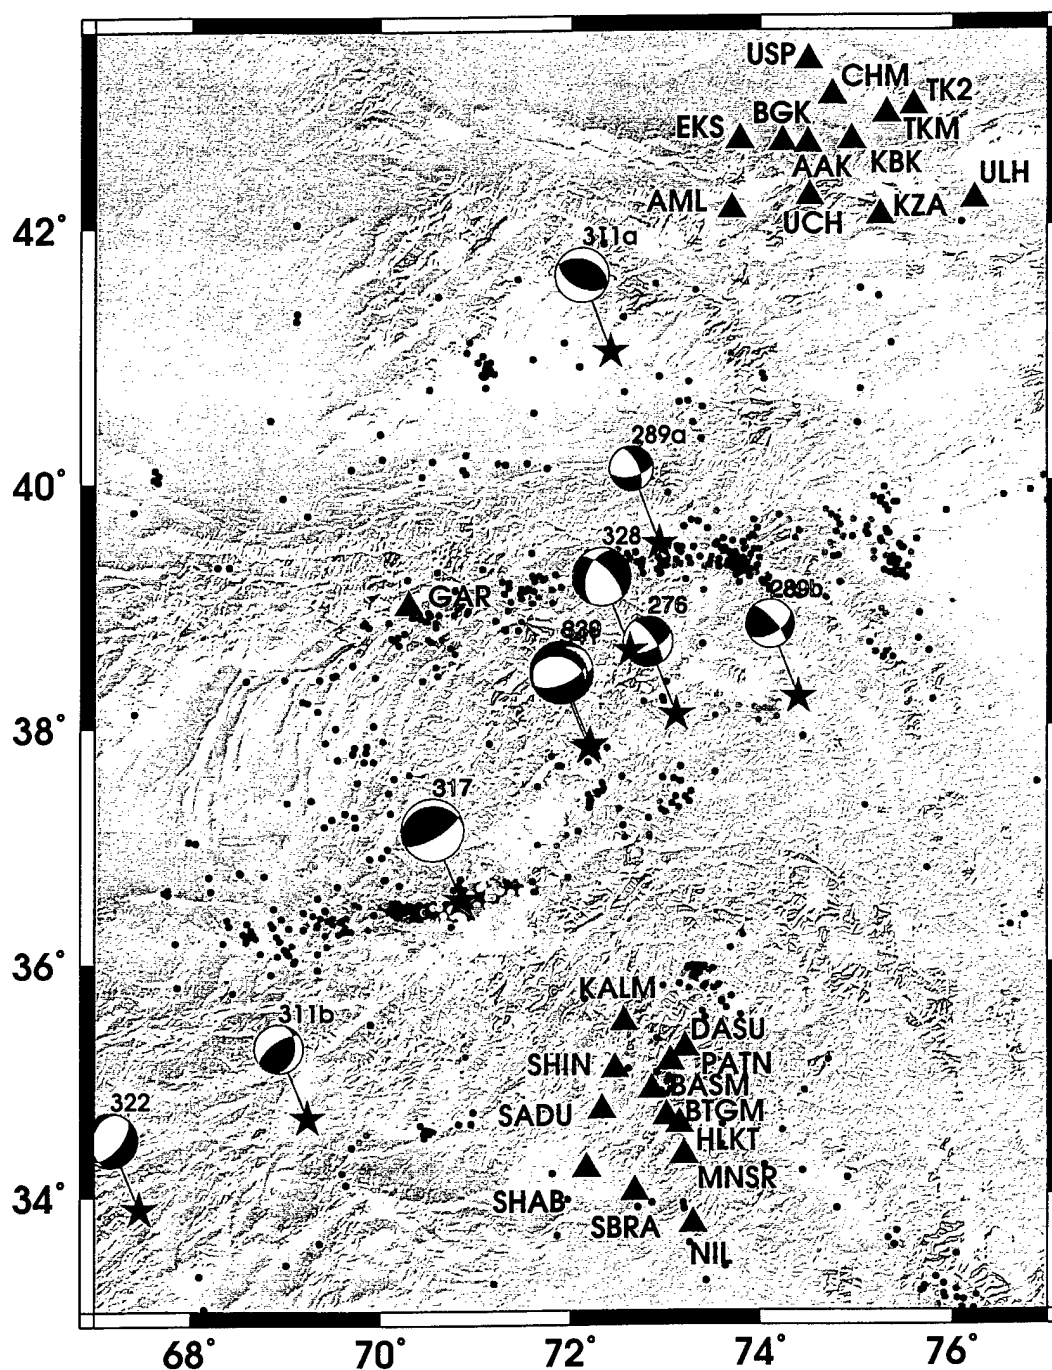 USP
CHM
TK2
BGK
EKS
TKM
AAK
KBK
ULH
AML
KZA
UCH
42°
311a
289a
40°
328
289b
GAR
276
38°
317
36°
KALM
311b
DASU
SHIN
PATN
BASM
322
SADU
BTGM
HLKT
MNSR
34°
SHAB
SBRA
NIL
68°
70°
72°
74°
76°